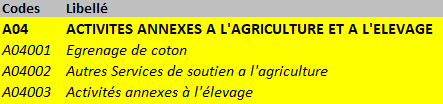 Codes Libellé
A04 ACTIVITES ANNEXES A L'AGRICULTURE ET A L'ELEVAGE
A04001 Egrenage de coton
A04002 Autres Services de soutien a l'agriculture
A04003 Activités annexes à l'élevage